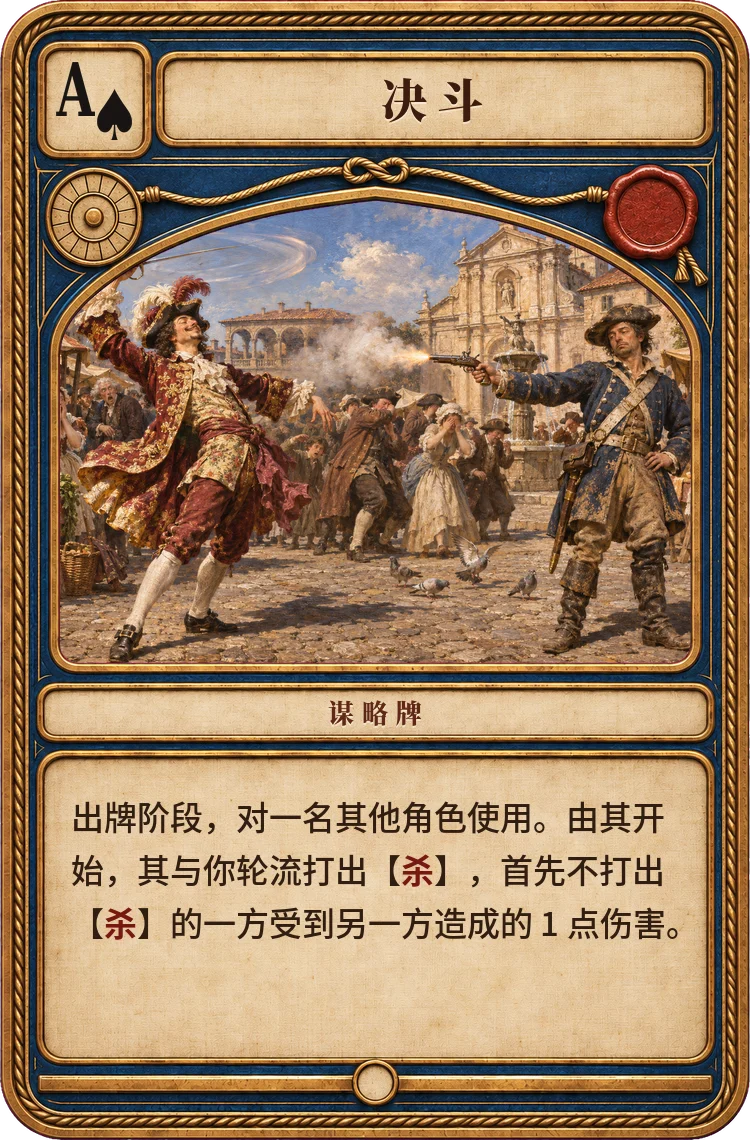 A♠
决斗
谋略牌
出牌阶段，对一名其他角色使用。由其开
始，其与你轮流打出【杀】，首先不打出
【杀】的一方受到另一方造成的 1 点伤害。